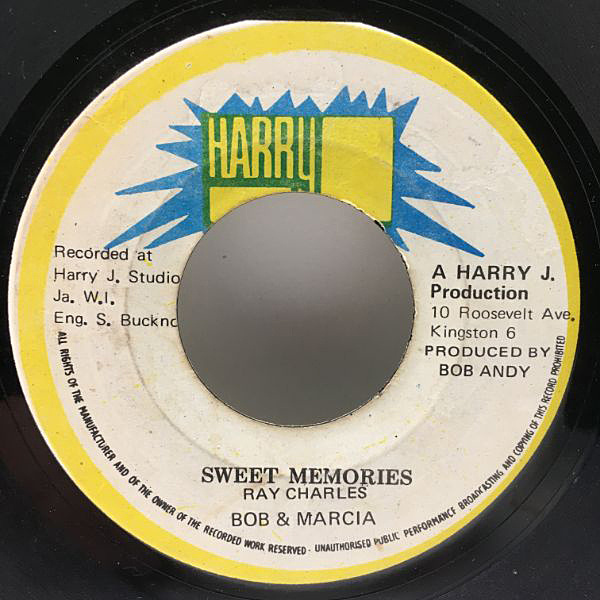 HARRY
Recorded at
Harry J. Studio
Ja. W.I.
Eng. S. Buckno
A HARRY J.
Production
10 Roosevelt Ave.
Kingston 6
PRODUCED BY
BOB ANDY
SWEET MEMORIES
RAY CHARLES
BOB & MARCIA
ALL RIGHTS OF THE MANUFACTURER AND OF THE OWNER OF THE RECORDED WORK RESERVED - UNAUTHORISED PUBLIC PERFORMANCE BROADCASTING AND COPYING OF THIS RECORD PROHIBITED